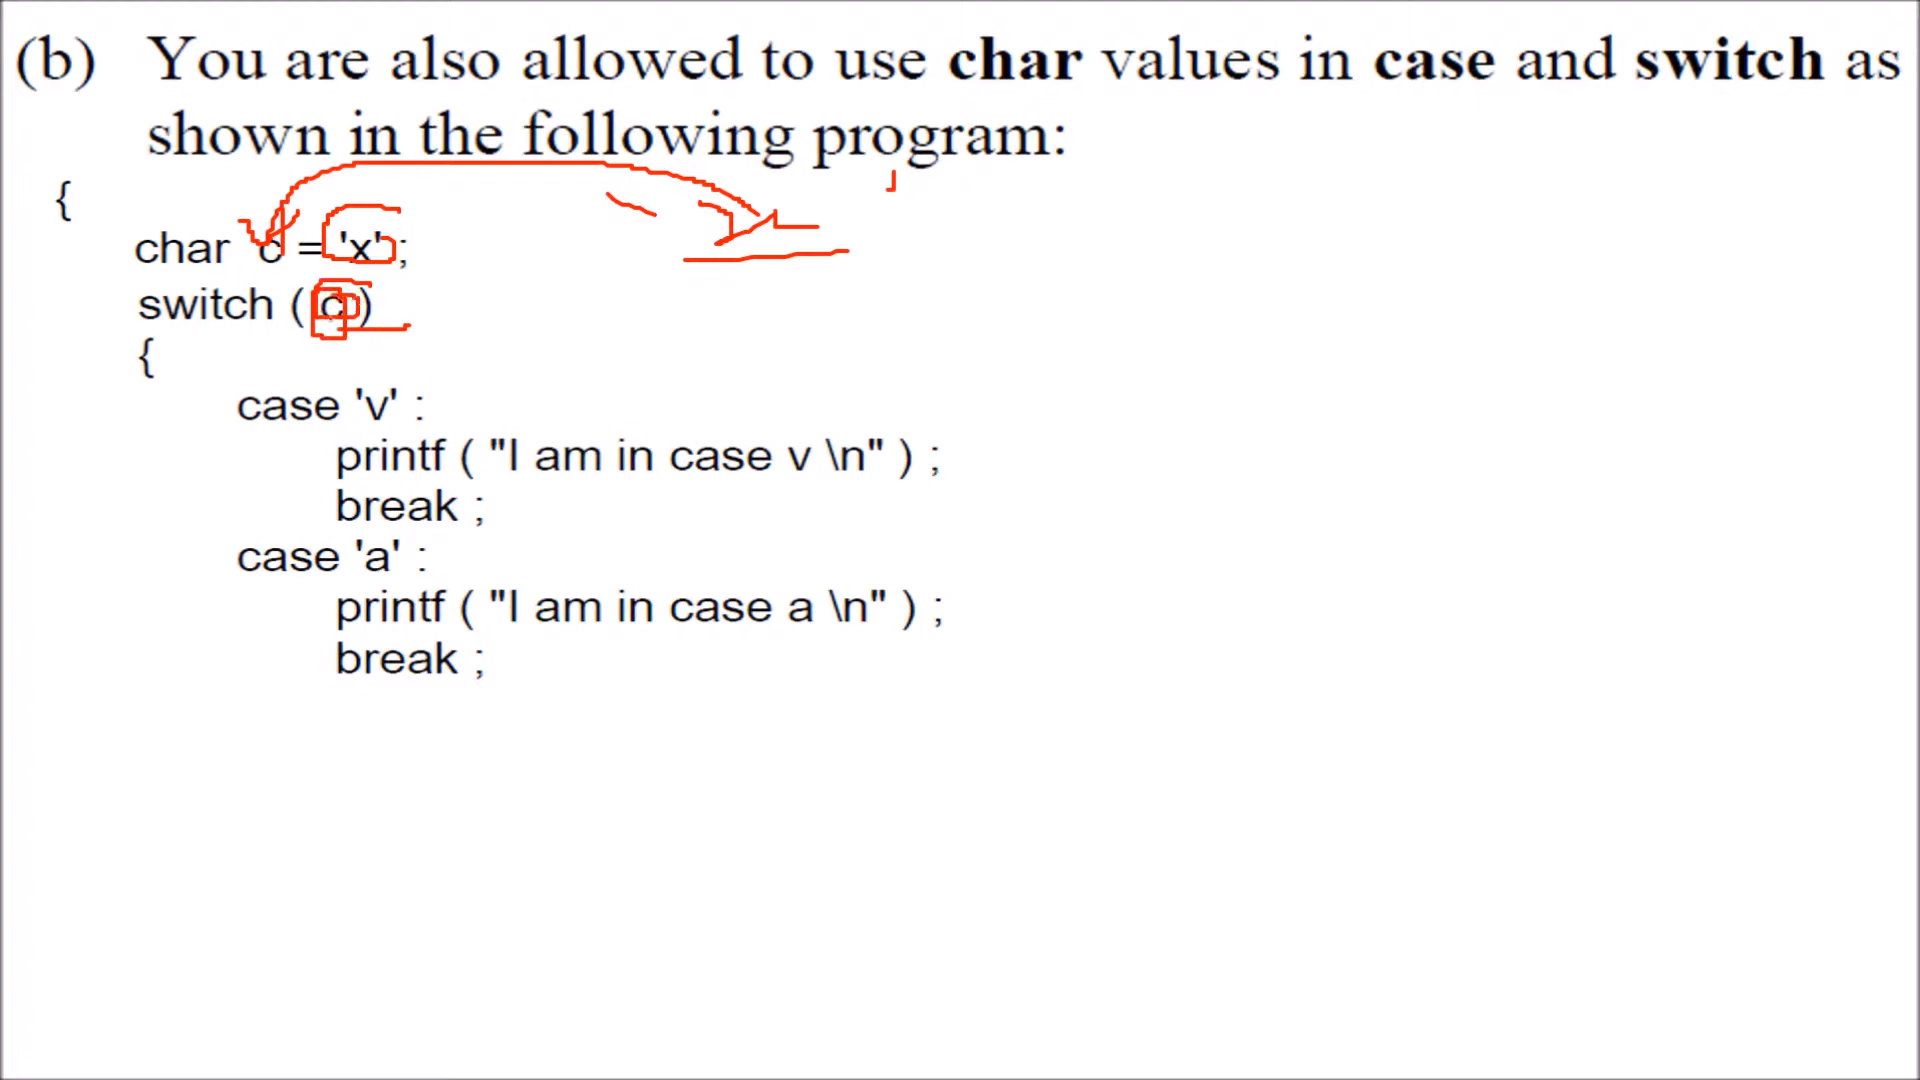 (b) You are also allowed to use char values in case and switch as
shown in the following program:
{
char c = 'x' ;
switch ( c )
{
case 'v' :
printf ( "I am in case v \n" ) ;
break ;
case 'a' :
printf ( "I am in case a \n" ) ;
break ;